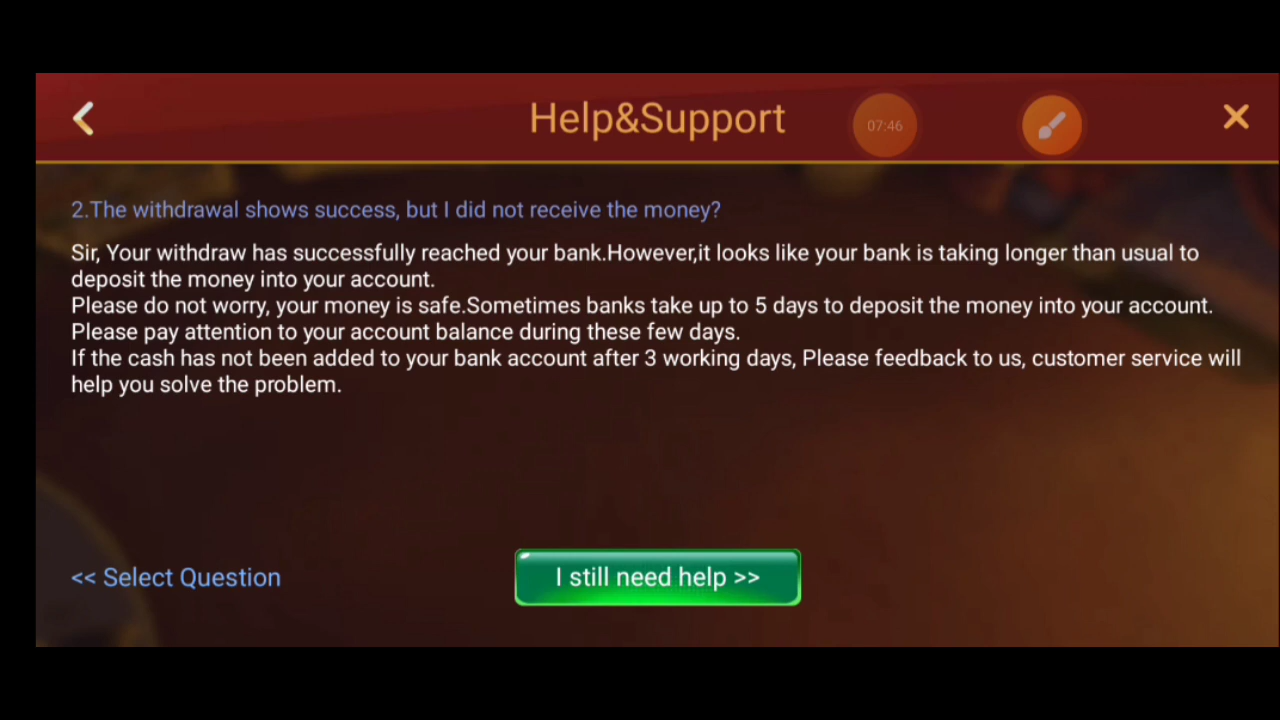 Help&Support
07:46
2.The withdrawal shows success, but I did not receive the money?
Sir, Your withdraw has successfully reached your bank.However,it looks like your bank is taking longer than usual to
deposit the money into your account.
Please do not worry, your money is safe.Sometimes banks take up to 5 days to deposit the money into your account.
Please pay attention to your account balance during these few days.
If the cash has not been added to your bank account after 3 working days, Please feedback to us, customer service will
help you solve the problem.
<< Select Question
I still need help >>